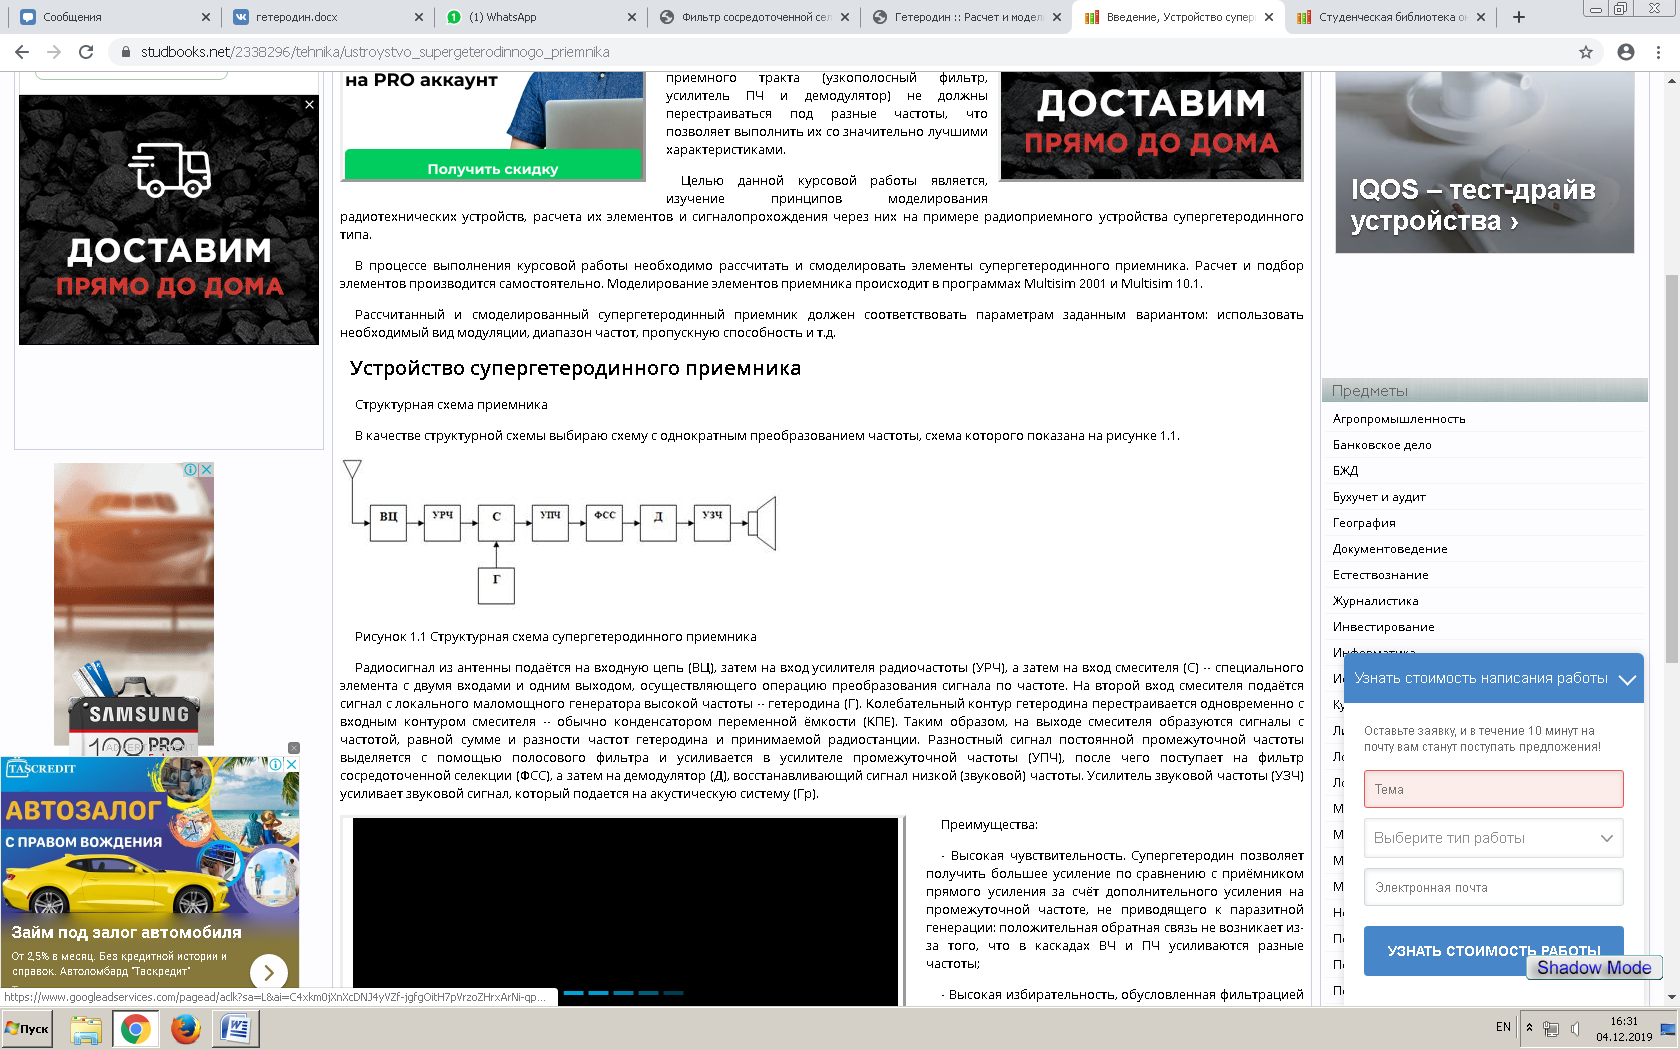 Сообщения
гетеродин.docx
(1) WhatsApp
Фильтр сосредоточенной сел
Гетеродин :: Расчет и модел
Введение, Устройство супер
Студенческая библиотека о
studbooks.net/2338296/tehnika/ustroystvo_supergeterodinnogo_priemnika
ДОСТАВИМ
ПРЯМО ДО ДОМА
на PRO аккаунт
Получить скидку
приемного тракта (узкополосный фильтр,
усилитель ПЧ и демодулятор) не должны
перестраиваться под разные частоты, что
позволяет выполнить их со значительно лучшими
характеристиками.
ДОСТАВИМ
ПРЯМО ДО ДОМА
Целью данной курсовой работы является,
изучение принципов моделирования
радиотехнических устройств, расчета их элементов и сигналопрохождения через них на примере радиоприемного устройства супергетеродинного
типа.
В процессе выполнения курсовой работы необходимо рассчитать и смоделировать элементы супергетеродинного приемника. Расчет и подбор
элементов производится самостоятельно. Моделирование элементов приемника происходит в программах Multisim 2001 и Multisim 10.1.
Рассчитанный и смоделированный супергетеродинный приемник должен соответствовать параметрам заданным вариантом: использовать
необходимый вид модуляции, диапазон частот, пропускную способность и т.д.
Устройство супергетеродинного приемника
Структурная схема приемника
В качестве структурной схемы выбираю схему с однократным преобразованием частоты, схема которого показана на рисунке 1.1.
ВЦ
УРЧ
С
УПЧ
ФСС
Д
УЗЧ
Г
Рисунок 1.1 Структурная схема супергетеродинного приемника
Радиосигнал из антенны подаётся на входную цепь (ВЦ), затем на вход усилителя радиочастоты (УРЧ), а затем на вход смесителя (С) -- специального
элемента с двумя входами и одним выходом, осуществляющего операцию преобразования сигнала по частоте. На второй вход смесителя подаётся
сигнал с локального маломощного генератора высокой частоты -- гетеродина (Г). Колебательный контур гетеродина перестраивается одновременно с
входным контуром смесителя -- обычно конденсатором переменной ёмкости (КПЕ). Таким образом, на выходе смесителя образуются сигналы с
частотой, равной сумме и разности частот гетеродина и принимаемой радиостанции. Разностный сигнал постоянной промежуточной частоты
выделяется с помощью полосового фильтра и усиливается в усилителе промежуточной частоты (УПЧ), после чего поступает на фильтр
сосредоточенной селекции (ФСС), а затем на демодулятор (Д), восстанавливающий сигнал низкой (звуковой) частоты. Усилитель звуковой частоты (УЗЧ)
усиливает звуковой сигнал, который подается на акустическую систему (Гр).
Преимущества:
- Высокая чувствительность. Супергетеродин позволяет
получить большее усиление по сравнению с приёмником
прямого усиления за счёт дополнительного усиления на
промежуточной частоте, не приводящего к паразитной
генерации: положительная обратная связь не возникает из-
за того, что в каскадах ВЧ и ПЧ усиливаются разные
частоты;
- Высокая избирательность, обусловленная фильтрацией
IQOS – тест-драйв
устройства ›
Предметы
Агропромышленность
Банковское дело
БЖД
Бухучет и аудит
География
Документоведение
Естествознание
Журналистика
Инвестирование
Информатика
Узнать стоимость написания работы
Оставьте заявку, и в течение 10 минут на
почту вам станут поступать предложения!
Тема
Выберите тип работы
Электронная почта
УЗНАТЬ СТОИМОСТЬ РАБОТЫ
Shadow Mode
SAMSUNG
ADVERTISEMENT
TASCREDIT
АВТОЗАЛОГ
С ПРАВОМ ВОЖДЕНИЯ
Займ под залог автомобиля
От 2,5% в месяц. Без кредитной истории и
справок. Автоломбард "Таскредит"
https://www.googleadservices.com/pagead/aclk?sa=L&ai=C4xkm0jXnXcDNJ4yVZf-jgfgOitH7pVrzoZHrxArNi-qp...
Пуск
EN
16:31
04.12.2019